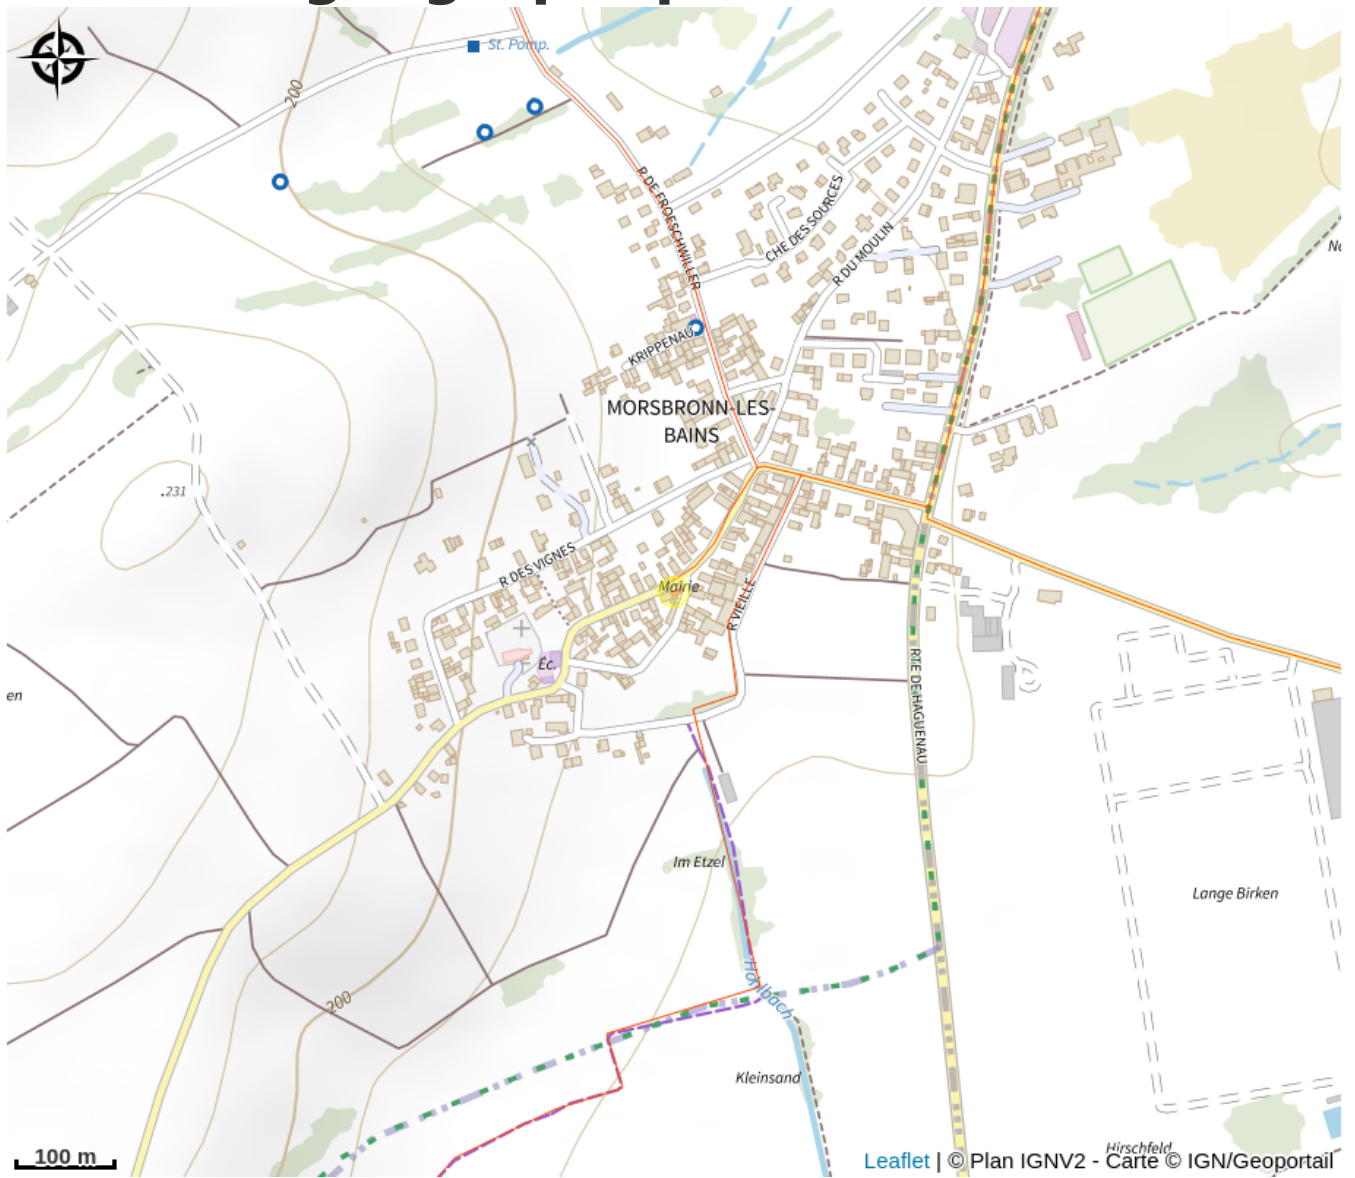 St. Pomp.
200
R DE FROESCHWILLER
CHE DES SOURCES
R DU MOULIN
KRIPPENAU
MORSBRONN-LES-
BAINS
.231
R DES VIGNES
Mairie
R VIEILLE
Éc.
RTE DE HAGUENAU
en
Im Etzel
Lange Birken
Hohlbach
200
Kleinsand
Hirschfeld
100 m
Leaflet | © Plan IGNV2 - Carte © IGN/Geoportail